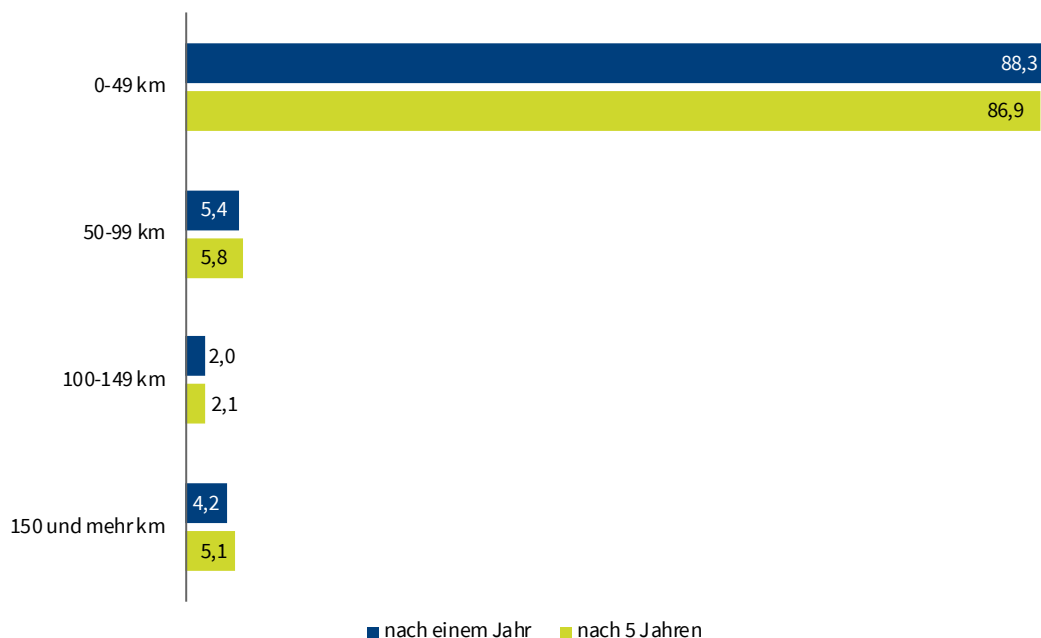 0-49 km
88,3
86,9
50-99 km
5,4
5,8
100-149 km
2,0
2,1
150 und mehr km
4,2
5,1
nach einem Jahr
nach 5 Jahren